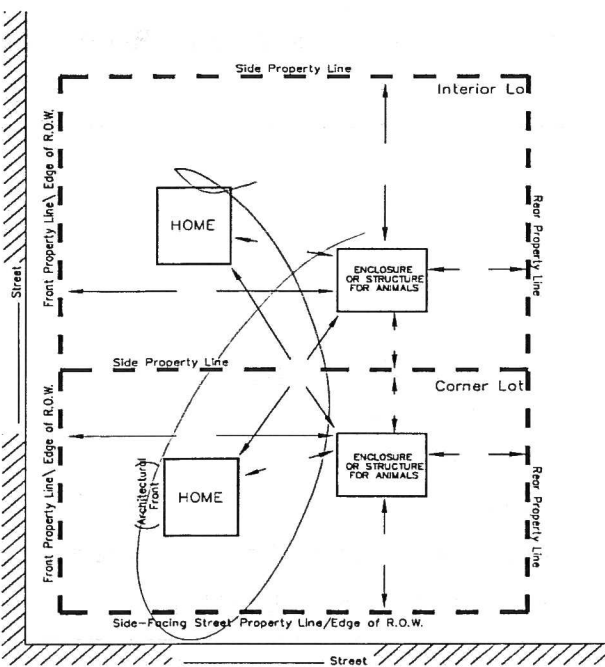 Side Property Line
Interior Lo
Front Property Line\ Edge of R.O.W.
Rear Property Line
HOME
ENCLOSURE
OR STRUCTURE
FOR ANIMALS
Street
Side Property Line
Corner Lot
Front Property Line\ Edge of R.O.W.
Rear Property Line
ENCLOSURE
OR STRUCTURE
FOR ANIMALS
(Architectural
Front)
HOME
Side-Facing Street Property Line/Edge of R.O.W.
Street